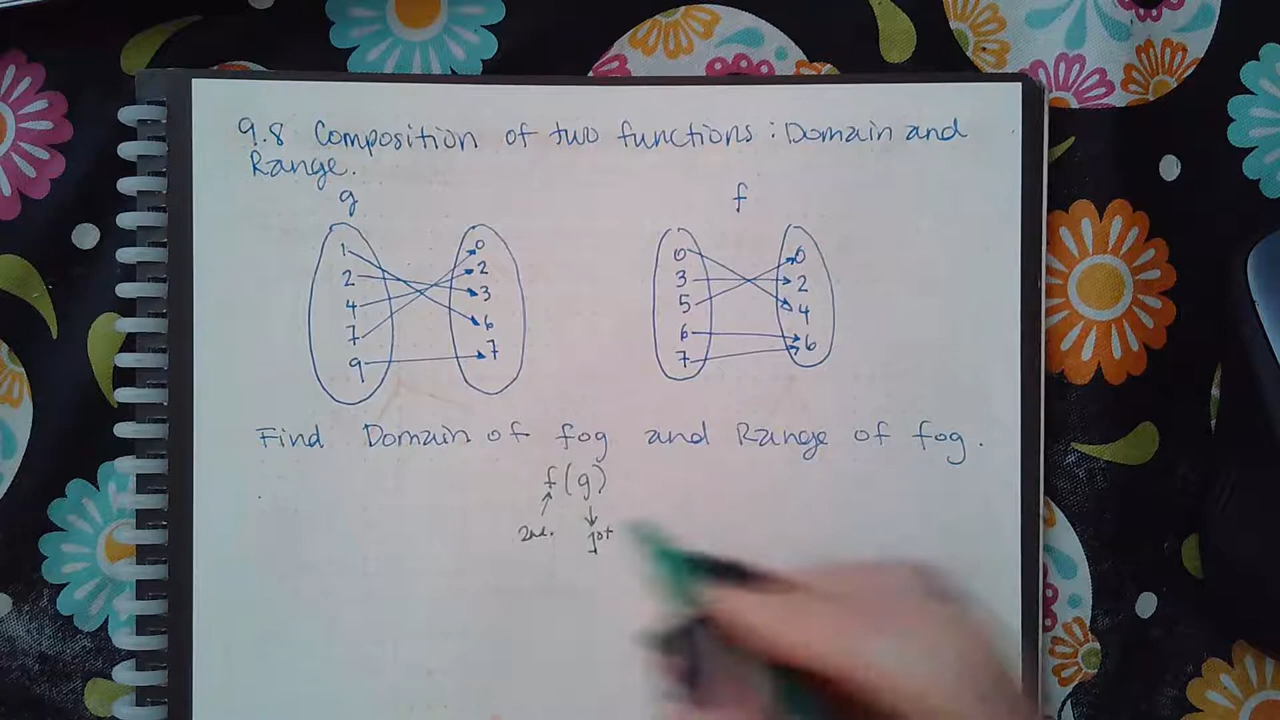 9.8 Composition of two functions: Domain and
Range.
g f
1 0 0 0
2 2 3 2
4 3 5 4
7 6 6 6
9 7 7
Find Domain of fog and Range of fog.
f(g)
2nd. 1st